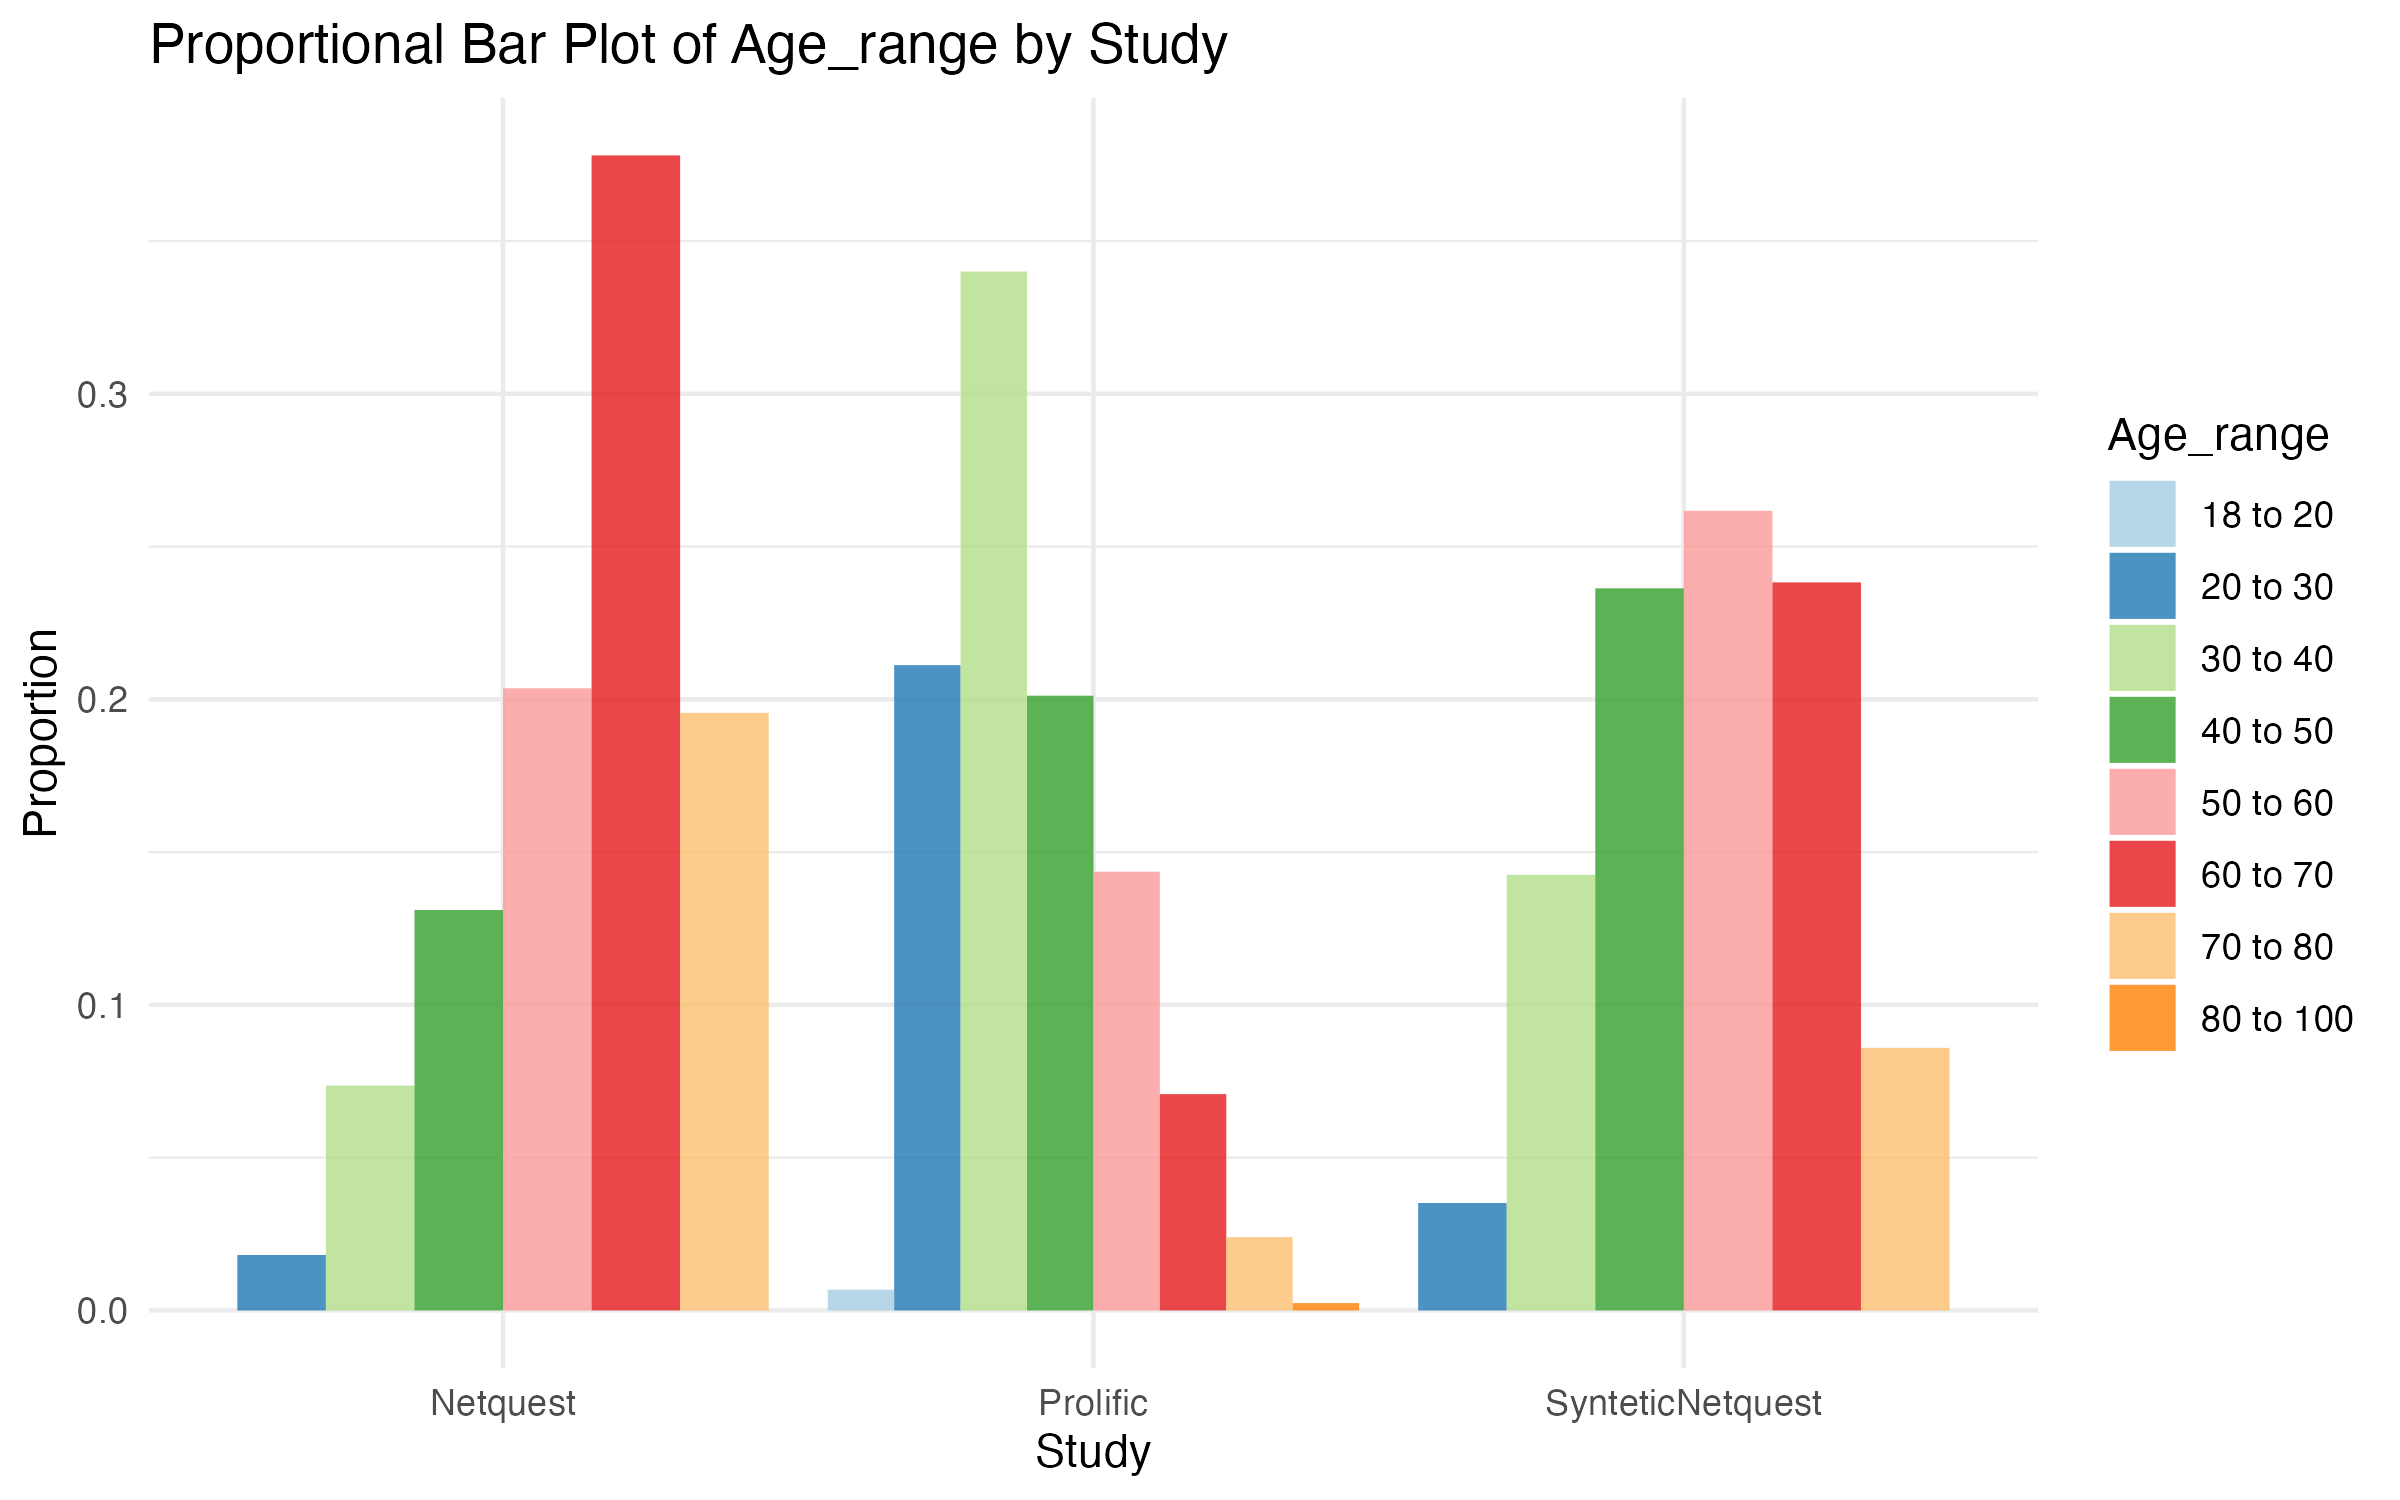 Proportional Bar Plot of Age_range by Study
Proportion
0.3
0.2
0.1
0.0
Netquest
Prolific
SynteticNetquest
Study
Age_range
18 to 20
20 to 30
30 to 40
40 to 50
50 to 60
60 to 70
70 to 80
80 to 100